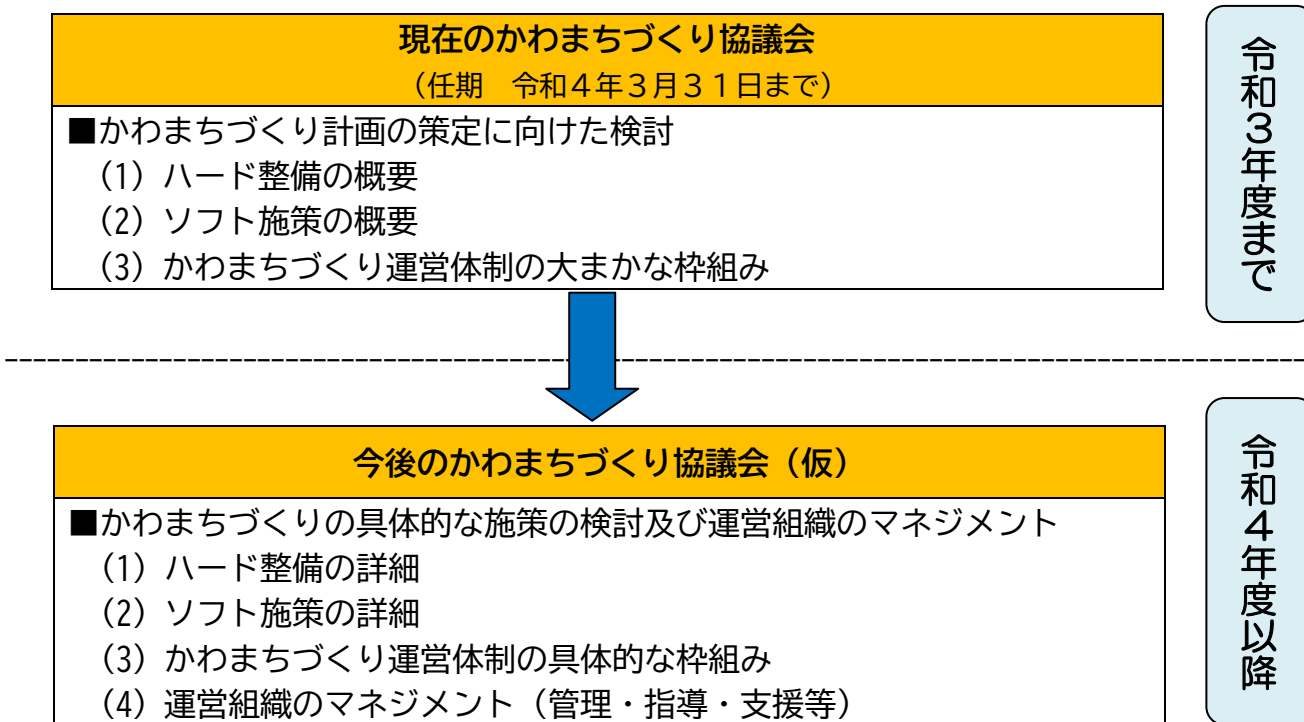 現在のかわまちづくり協議会
（任期　令和４年３月３１日まで）
■かわまちづくり計画の策定に向けた検討
(1) ハード整備の概要
(2) ソフト施策の概要
(3) かわまちづくり運営体制の大まかな枠組み
令和３年度まで
今後のかわまちづくり協議会（仮）
■かわまちづくりの具体的な施策の検討及び運営組織のマネジメント
(1) ハード整備の詳細
(2) ソフト施策の詳細
(3) かわまちづくり運営体制の具体的な枠組み
(4) 運営組織のマネジメント（管理・指導・支援等）
令和４年度以降